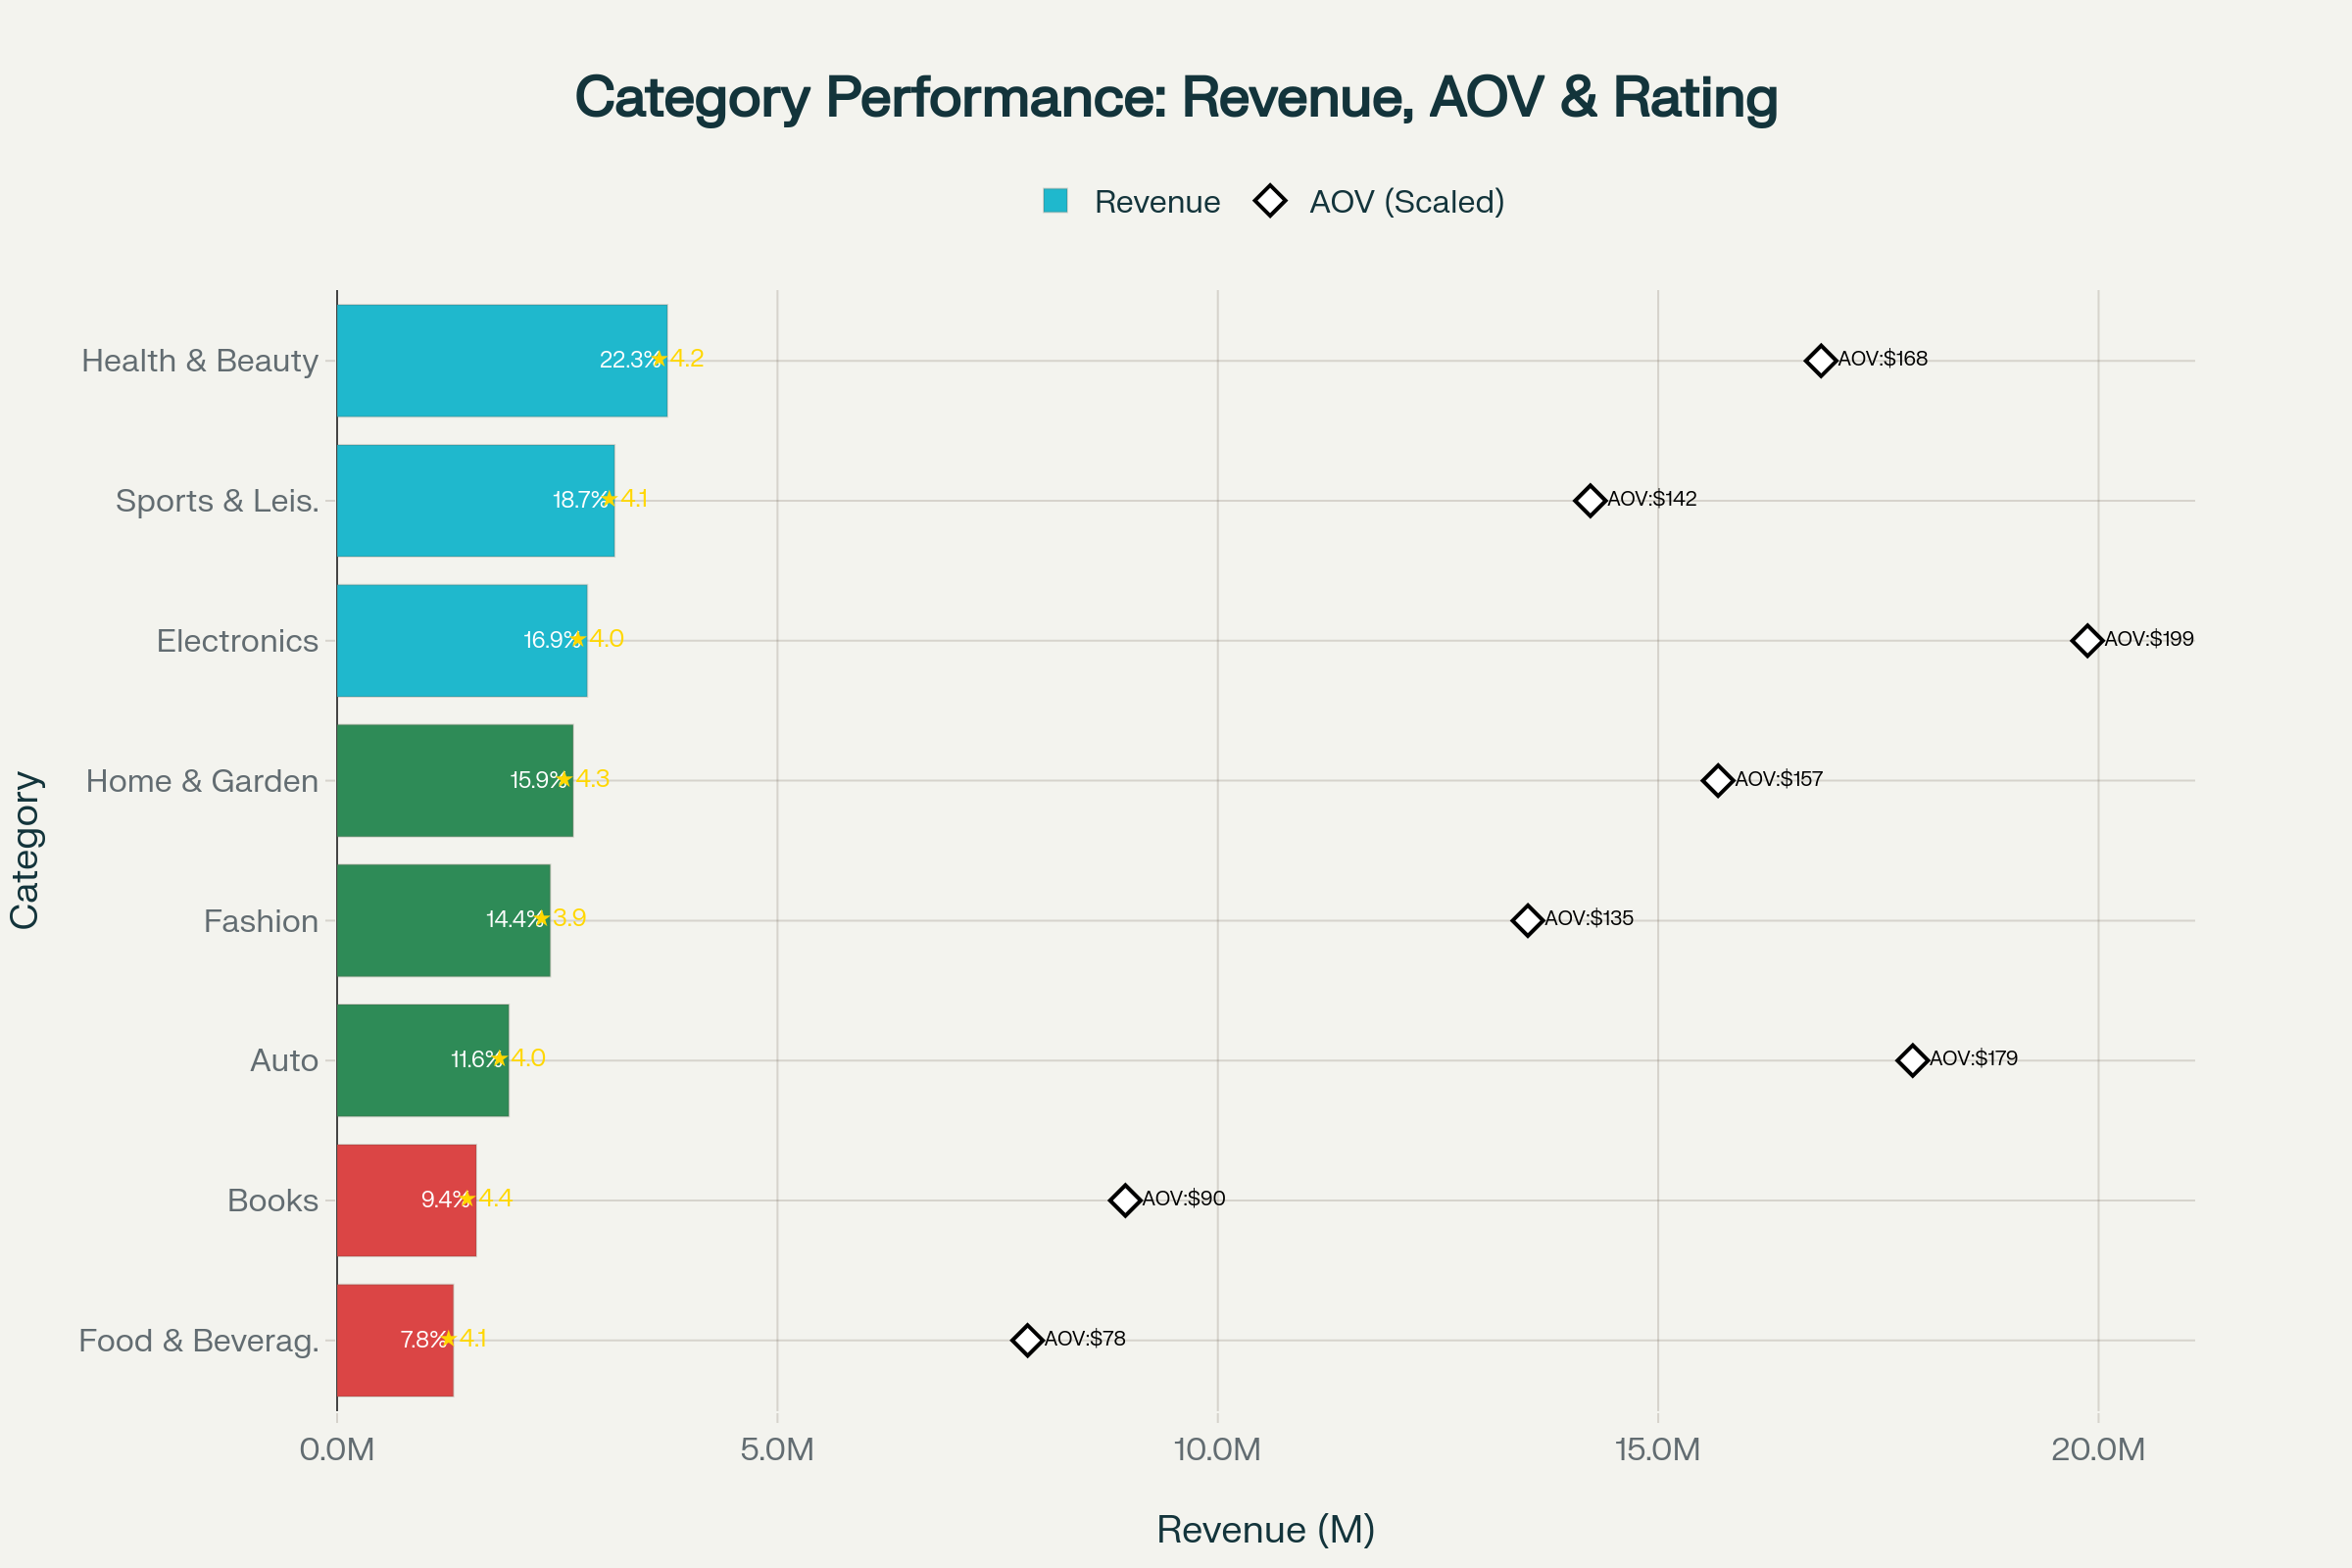 Category Performance: Revenue, AOV & Rating
Revenue
AOV (Scaled)
Category
Health & Beauty 22.3% ★4.2 AOV:$168
Sports & Leis. 18.7% ★4.1 AOV:$142
Electronics 16.9% ★4.0 AOV:$199
Home & Garden 15.9% ★4.3 AOV:$157
Fashion 14.4% ★3.9 AOV:$135
Auto 11.6% ★4.0 AOV:$179
Books 9.4% ★4.4 AOV:$90
Food & Beverag. 7.8% ★4.1 AOV:$78
0.0M 5.0M 10.0M 15.0M 20.0M
Revenue (M)